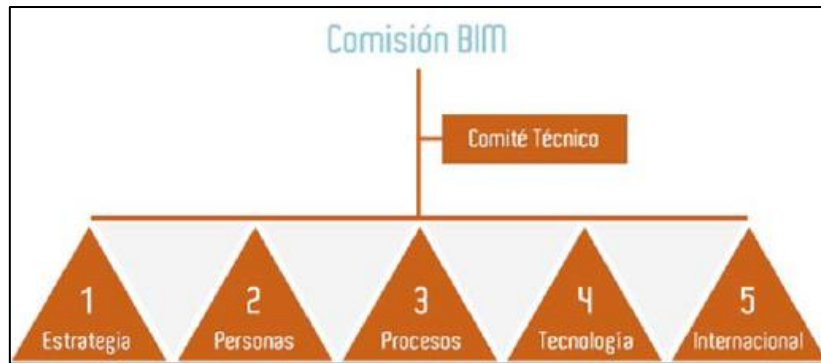 Comisión BIM
Comité Técnico
1
Estrategia
2
Personas
3
Procesos
4
Tecnología
5
Internacional